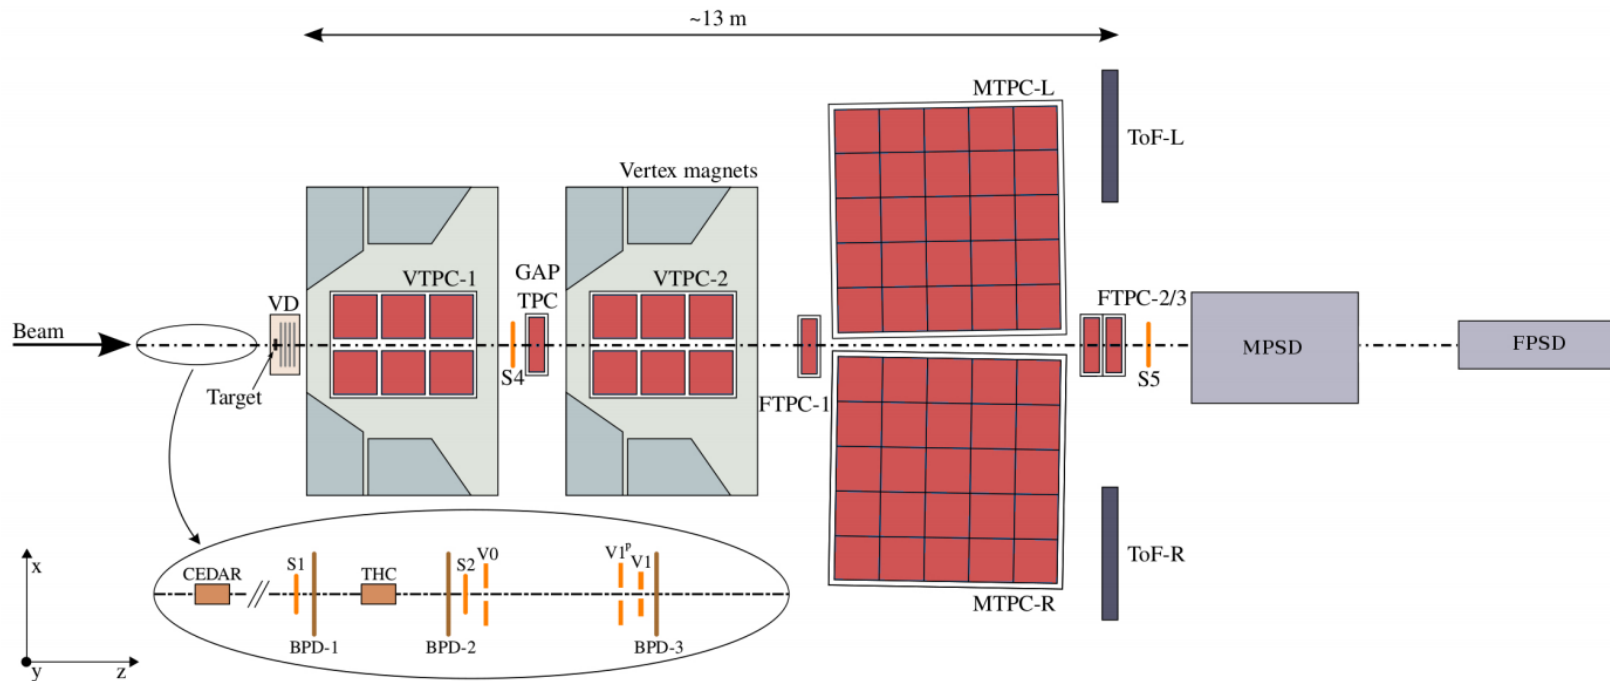 ~13 m
MTPC-L
ToF-L
Vertex magnets
VTPC-1
GAP
TPC
VTPC-2
VD
FTPC-2/3
Beam
MPSD
FPSD
Target
S4
FTPC-1
S5
ToF-R
MTPC-R
x
y
z
CEDAR
S1
THC
S2
V0
V1ᵖ
V1
BPD-1
BPD-2
BPD-3